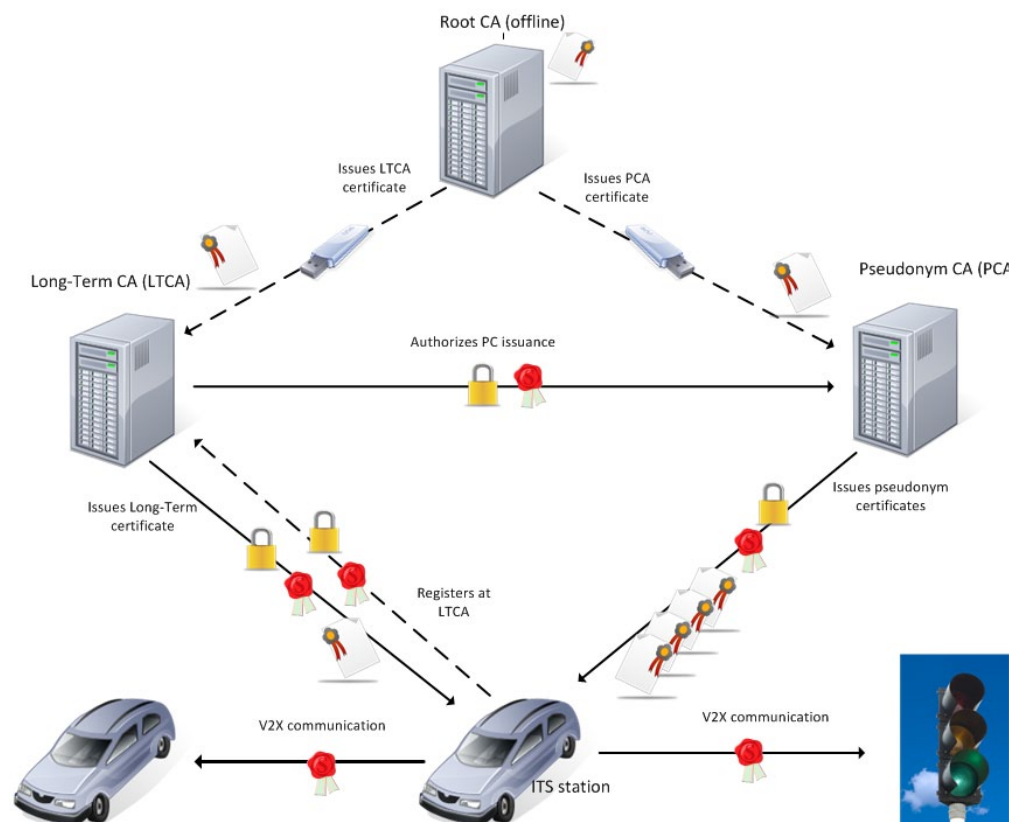 Root CA (offline)
Issues LTCA
certificate
Issues PCA
certificate
Long-Term CA (LTCA)
Pseudonym CA (PCA
Authorizes PC issuance
Issues Long-Term
certificate
Issues pseudonym
certificates
Registers at
LTCA
V2X communication
V2X communication
ITS station